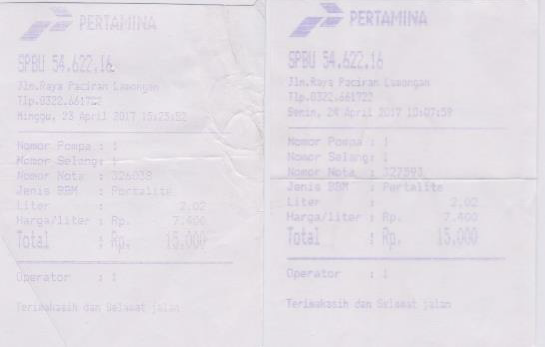 PERTAMINA
SPBU 54.622.16
Jln.Raya Paciran Lamongan
Tlp.0322.661722
Minggu, 23 April 2017 15:23:52
Nomor Pompa : 1
Nomor Selang: 1
Nomor Nota : 326038
Jenis BBM : Pertalite
Liter : 2.02
Harga/liter : Rp. 7.400
Total : Rp. 15.000
Operator : 1
Terimakasih dan Selamat jalan
PERTAMINA
SPBU 54.622.16
Jln.Raya Paciran Lamongan
Tlp.0322.661722
Senin, 24 April 2017 10:07:59
Nomor Pompa : 1
Nomor Selang: 1
Nomor Nota : 327393
Jenis BBM : Pertalite
Liter : 2.02
Harga/liter : Rp. 7.400
Total : Rp. 15.000
Operator : 1
Terimakasih dan Selamat jalan